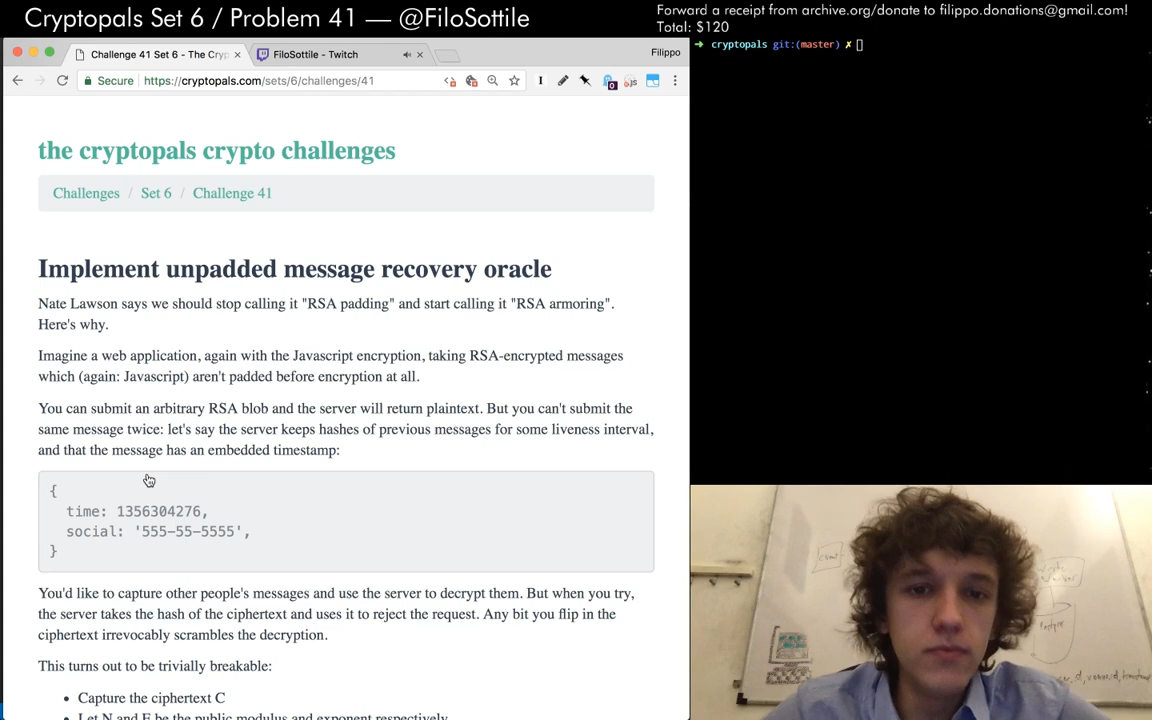 Cryptopals Set 6 / Problem 41 — @FiloSottile
Forward a receipt from archive.org/donate to filippo.donations@gmail.com!
Total: $120
Challenge 41 Set 6 - The Cryp
FiloSottile - Twitch
Filippo
Secure
https://cryptopals.com/sets/6/challenges/41
➜ cryptopals git:(master) ✗
the cryptopals crypto challenges
Challenges / Set 6 / Challenge 41
Implement unpadded message recovery oracle
Nate Lawson says we should stop calling it "RSA padding" and start calling it "RSA armoring".
Here's why.
Imagine a web application, again with the Javascript encryption, taking RSA-encrypted messages
which (again: Javascript) aren't padded before encryption at all.
You can submit an arbitrary RSA blob and the server will return plaintext. But you can't submit the
same message twice: let's say the server keeps hashes of previous messages for some liveness interval,
and that the message has an embedded timestamp:
{
time: 1356304276,
social: '555-55-5555',
}
You'd like to capture other people's messages and use the server to decrypt them. But when you try,
the server takes the hash of the ciphertext and uses it to reject the request. Any bit you flip in the
ciphertext irrevocably scrambles the decryption.
This turns out to be trivially breakable:
• Capture the ciphertext C
• Let N and E be the public modulus and exponent respectively